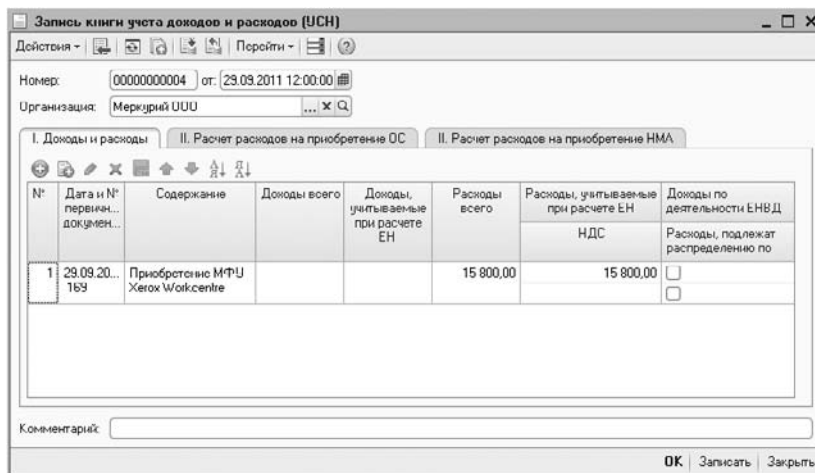 Запись книги учета доходов и расходов (УСН)
Действия Перейти
Номер: 00000000004 от: 29.09.2011 12:00:00
Организация: Меркурий ООО ... x
I. Доходы и расходы II. Расчет расходов на приобретение ОС II. Расчет расходов на приобретение НМА
N° Дата и N° первичн... докумен... Содержание Доходы всего Доходы, учитываемые при расчете ЕН Расходы всего Расходы, учитываемые при расчете ЕН Доходы по деятельности ЕНВД
НДС Расходы, подлежат распределению по
1 29.09.20... Приобретение МФУ 15 800,00 15 800,00
169 Xerox Workcentre
Комментарий:
OK Записать Закрыть